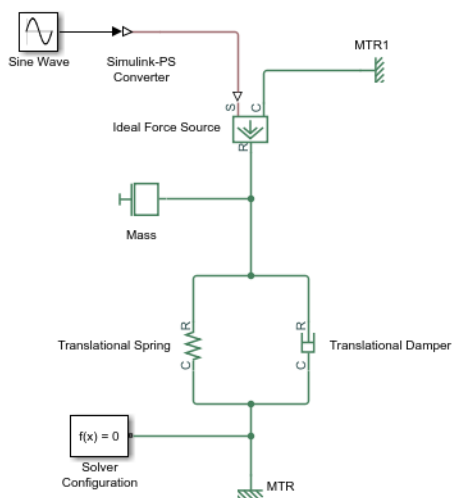 MTR1
Sine Wave
Simulink-PS
Converter
S
C
Ideal Force Source
R
Mass
R
R
Translational Spring
Translational Damper
C
C
f(x) = 0
Solver
Configuration
MTR